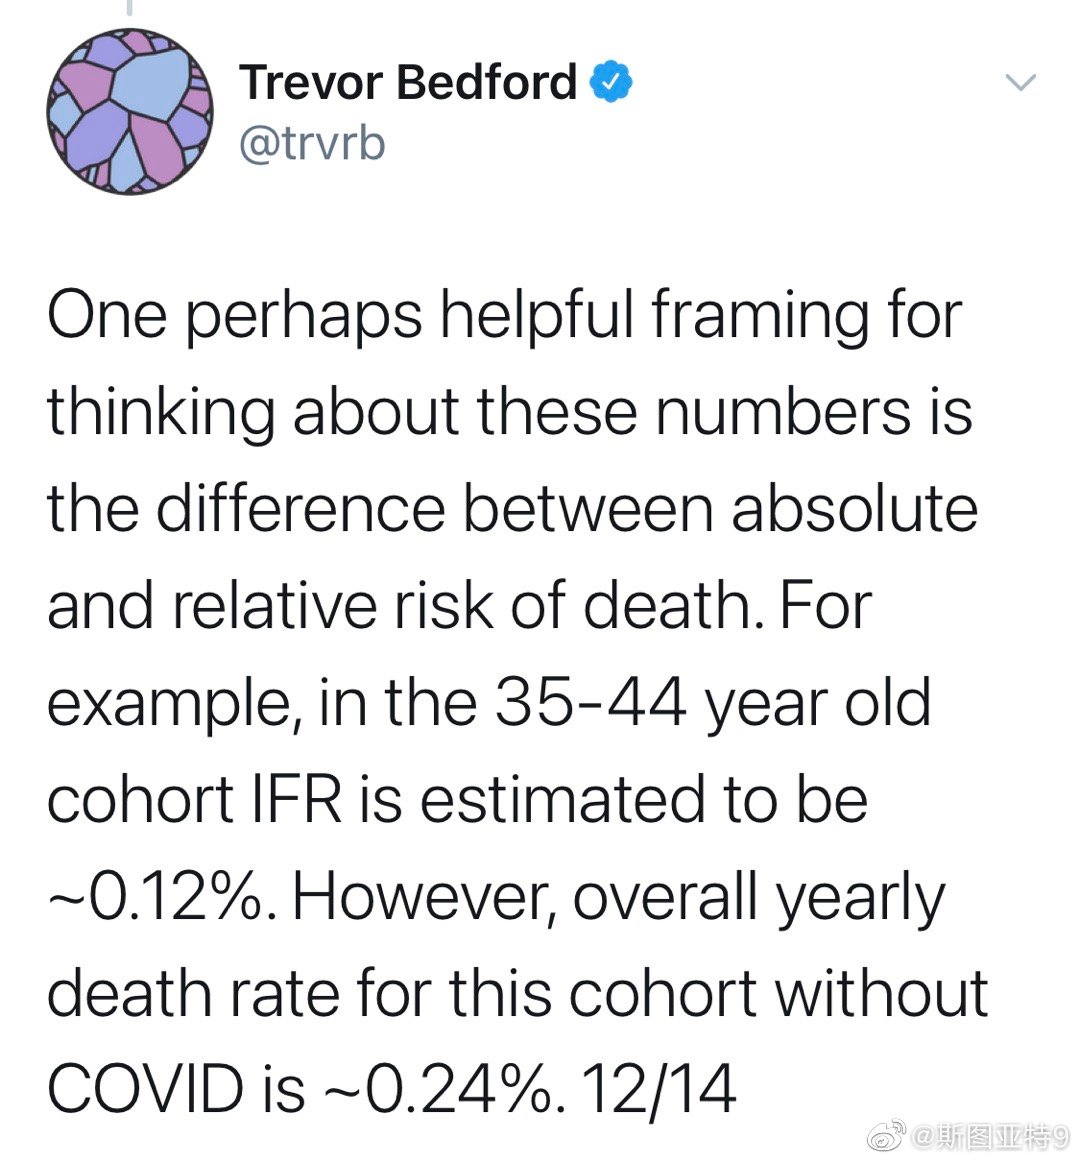 Trevor Bedford
@trvrb
One perhaps helpful framing for
thinking about these numbers is
the difference between absolute
and relative risk of death. For
example, in the 35-44 year old
cohort IFR is estimated to be
~0.12%. However, overall yearly
death rate for this cohort without
COVID is ~0.24%. 12/14
@斯图亚特9